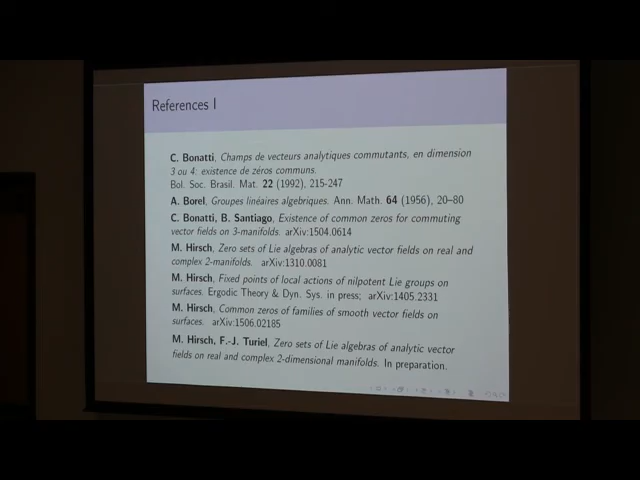 References I
C. Bonatti, Champs de vecteurs analytiques commutants, en dimension
3 ou 4: existence de zéros communs.
Bol. Soc. Brasil. Mat. 22 (1992), 215-247
A. Borel, Groupes linéaires algebriques. Ann. Math. 64 (1956), 20–80
C. Bonatti, B. Santiago, Existence of common zeros for commuting
vector fields on 3-manifolds. arXiv:1504.0614
M. Hirsch, Zero sets of Lie algebras of analytic vector fields on real and
complex 2-manifolds. arXiv:1310.0081
M. Hirsch, Fixed points of local actions of nilpotent Lie groups on
surfaces. Ergodic Theory & Dyn. Sys. in press; arXiv:1405.2331
M. Hirsch, Common zeros of families of smooth vector fields on
surfaces. arXiv:1506.02185
M. Hirsch, F.-J. Turiel, Zero sets of Lie algebras of analytic vector
fields on real and complex 2-dimensional manifolds. In preparation.